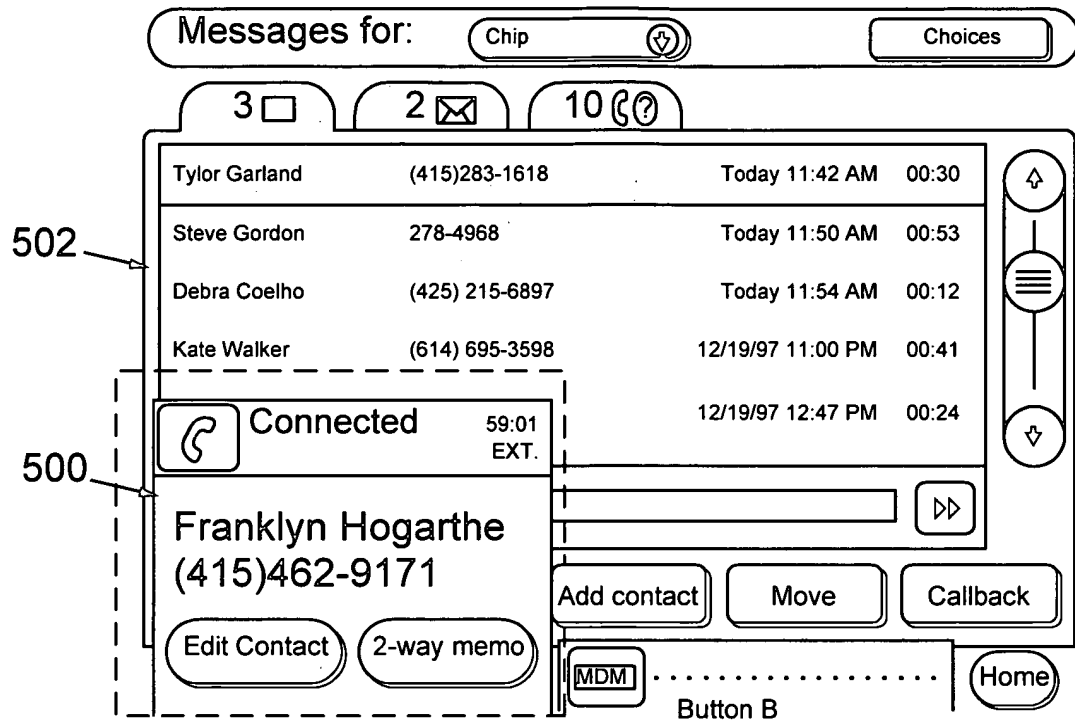 Messages for: Chip Choices
3 2 10 ?
Tylor Garland (415)283-1618 Today 11:42 AM 00:30
Steve Gordon 278-4968 Today 11:50 AM 00:53
502
Debra Coelho (425) 215-6897 Today 11:54 AM 00:12
Kate Walker (614) 695-3598 12/19/97 11:00 PM 00:41
12/19/97 12:47 PM 00:24
Connected 59:01
EXT.
500
Franklyn Hogarthe
(415)462-9171
Add contact Move Callback
Edit Contact 2-way memo
MDM Home
Button B